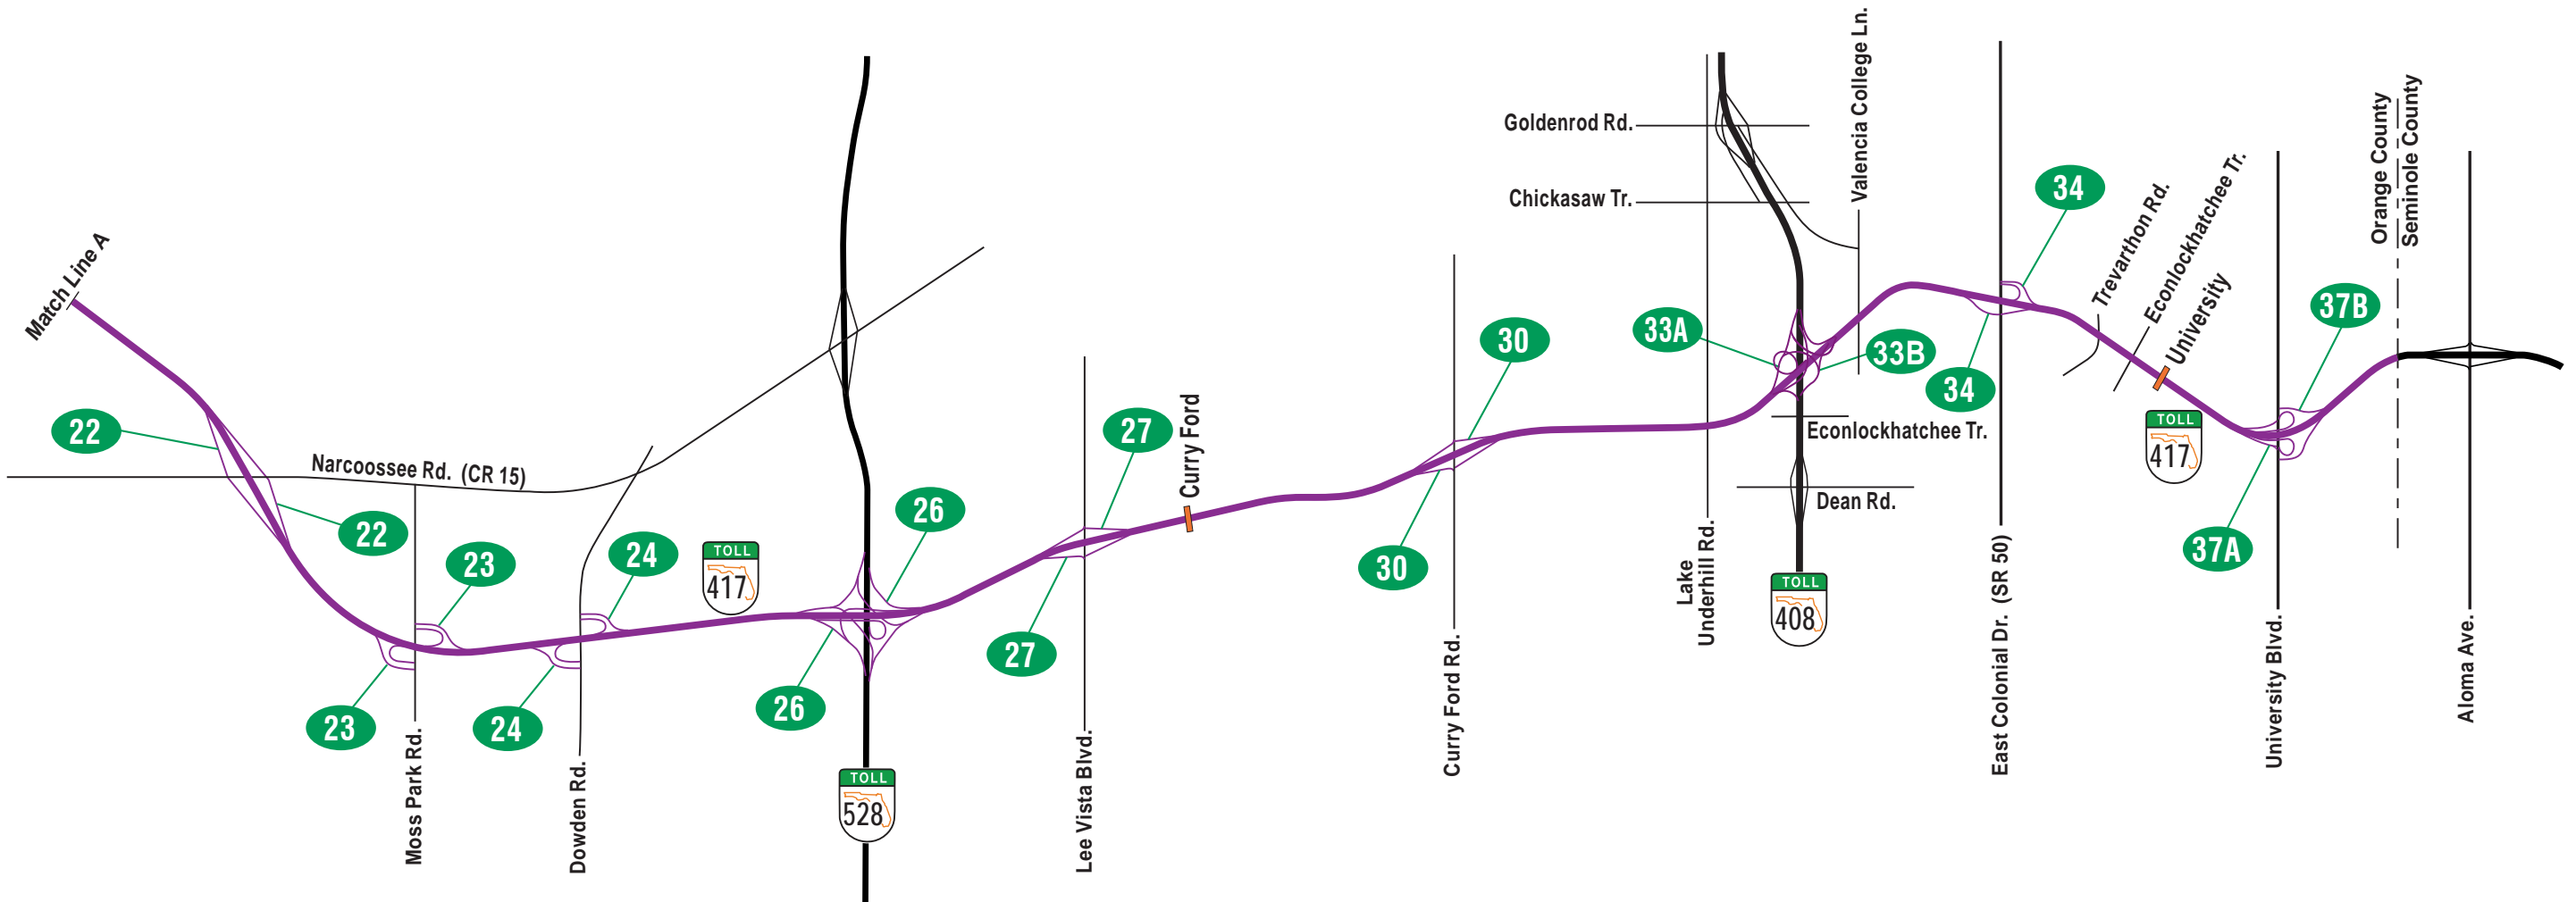 Match Line A
22
Narcoossee Rd. (CR 15)
22
23
23
Moss Park Rd.
24
24
Dowden Rd.
TOLL
417
26
26
TOLL
528
27
27
Lee Vista Blvd.
Curry Ford
30
30
Curry Ford Rd.
Goldenrod Rd.
Chickasaw Tr.
Valencia College Ln.
33A
33B
Econlockhatchee Tr.
Dean Rd.
Lake
Underhill Rd.
TOLL
408
34
34
East Colonial Dr. (SR 50)
Trevarthon Rd.
Econlockhatchee Tr.
University
TOLL
417
37B
37A
University Blvd.
Orange County
Seminole County
Aloma Ave.